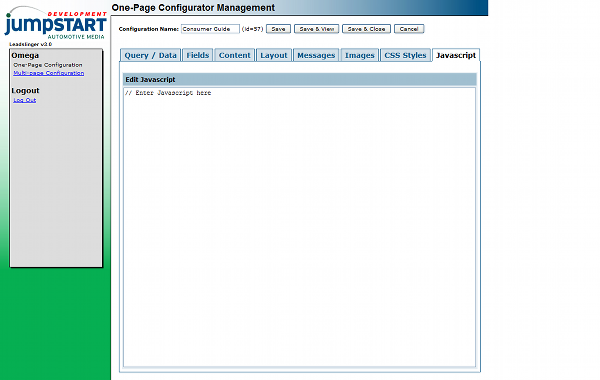 DEVELOPMENT
jumpSTART
AUTOMOTIVE MEDIA
Leadslinger v2.0
Omega
One-Page Configuration
Multi-page Configuration
Logout
Log Out
One-Page Configurator Management
Configuration Name: Consumer Guide (id=57) Save Save & View Save & Close Cancel
Query / Data Fields Content Layout Messages Images CSS Styles Javascript
Edit Javascript
// Enter Javascript here